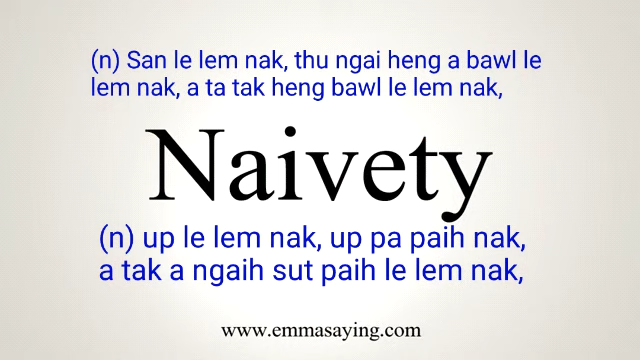 (n) San le lem nak, thu ngai heng a bawl le
lem nak, a ta tak heng bawl le lem nak,
Naivety
(n) up le lem nak, up pa paih nak,
a tak a ngaih sut paih le lem nak,
www.emmasaying.com